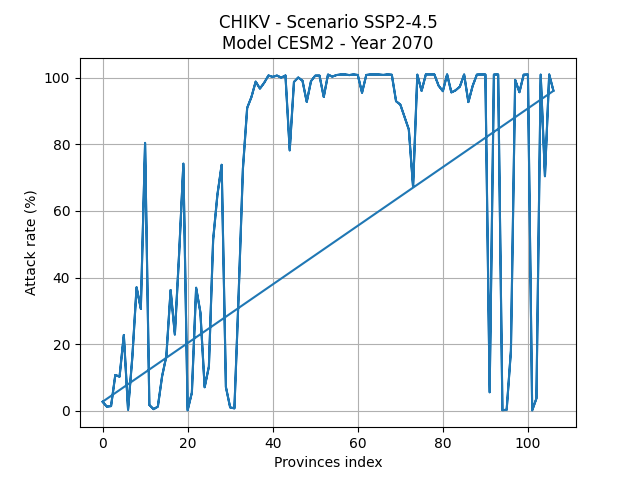 CHIKV - Scenario SSP2-4.5
Model CESM2 - Year 2070
Attack rate (%)
100
80
60
40
20
0
0 20 40 60 80 100
Provinces index